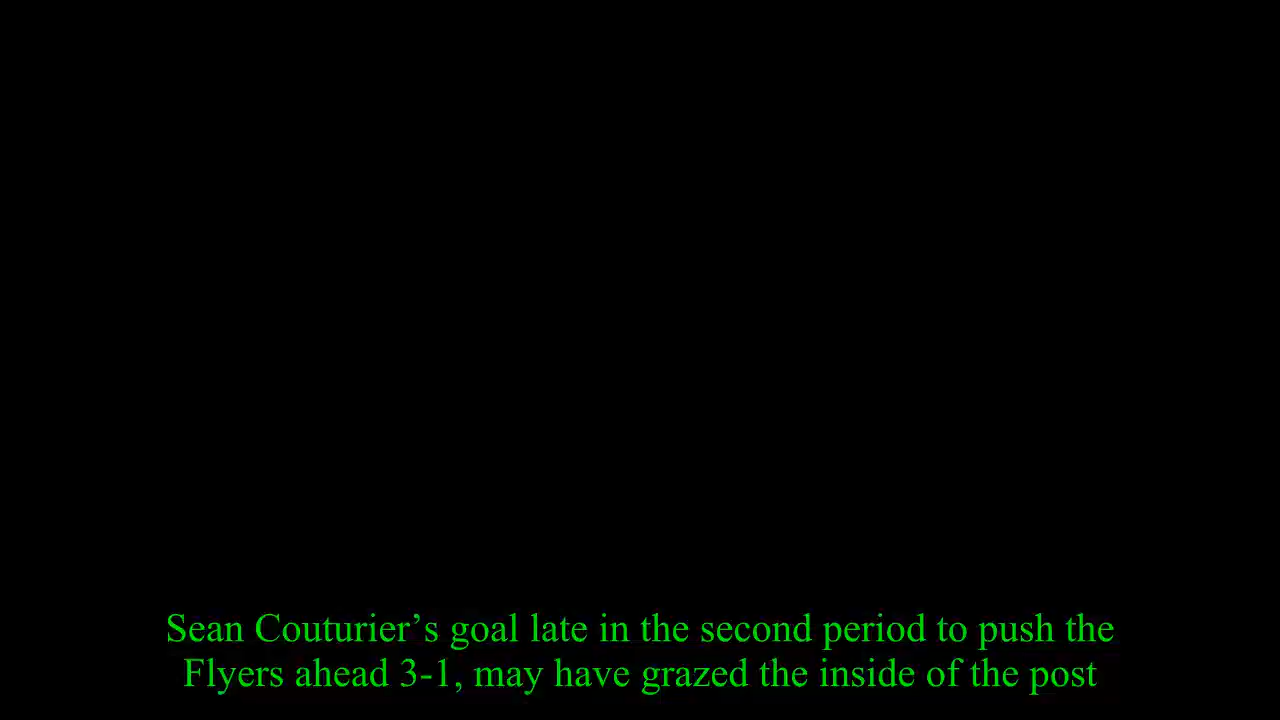 Sean Couturier’s goal late in the second period to push the
Flyers ahead 3-1, may have grazed the inside of the post